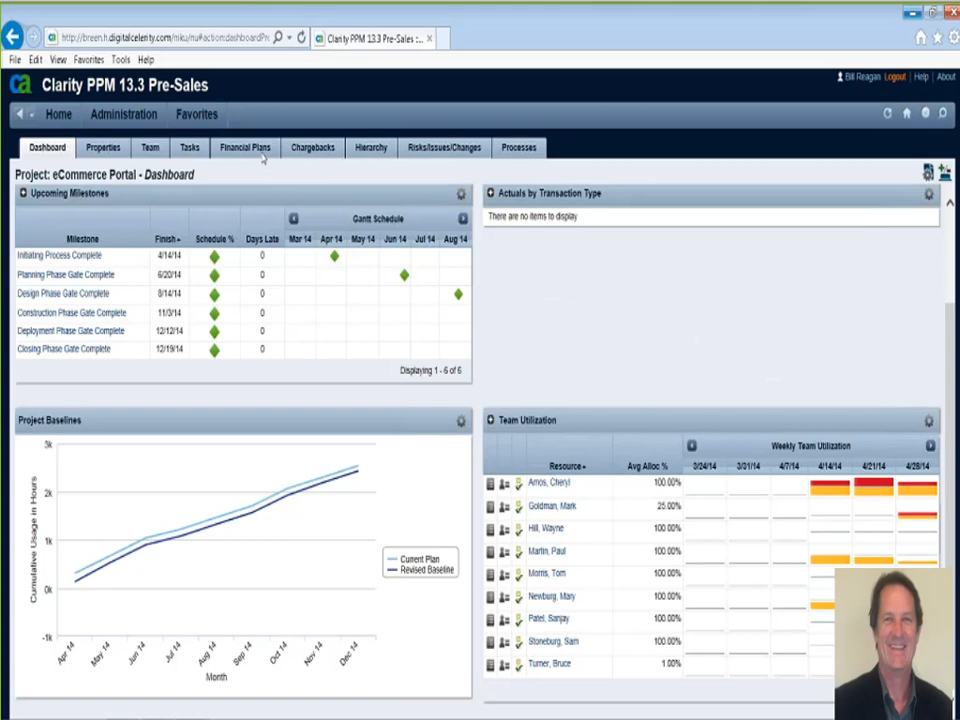 http://breen.h.digitalcelerity.com/niku/nu#action:dashboardPr
Clarity PPM 13.3 Pre-Sales :...
File Edit View Favorites Tools Help
ca Clarity PPM 13.3 Pre-Sales
Bill Reagan Logout Help About
Home Administration Favorites
Dashboard Properties Team Tasks Financial Plans Chargebacks Hierarchy Risks/Issues/Changes Processes
Project: eCommerce Portal - Dashboard
Upcoming Milestones
Gantt Schedule
Milestone Finish Schedule % Days Late Mar 14 Apr 14 May 14 Jun 14 Jul 14 Aug 14
Initiating Process Complete 4/14/14 0
Planning Phase Gate Complete 6/20/14 0
Design Phase Gate Complete 8/14/14 0
Construction Phase Gate Complete 11/3/14 0
Deployment Phase Gate Complete 12/12/14 0
Closing Phase Gate Complete 12/19/14 0
Displaying 1 - 6 of 6
Actuals by Transaction Type
There are no items to display
Project Baselines
3k
2k
1k
0k
-1k
Cumulative Usage in Hours
Apr 14 May 14 Jun 14 Jul 14 Aug 14 Sep 14 Oct 14 Nov 14 Dec 14
Month
Current Plan
Revised Baseline
Team Utilization
Weekly Team Utilization
Resource Avg Alloc % 3/24/14 3/31/14 4/7/14 4/14/14 4/21/14 4/28/14
Amos, Cheryl 100.00%
Goldman, Mark 25.00%
Hill, Wayne 100.00%
Martin, Paul 100.00%
Morris, Tom 100.00%
Newburg, Mary 100.00%
Patel, Sanjay 100.00%
Stoneburg, Sam 100.00%
Turner, Bruce 1.00%